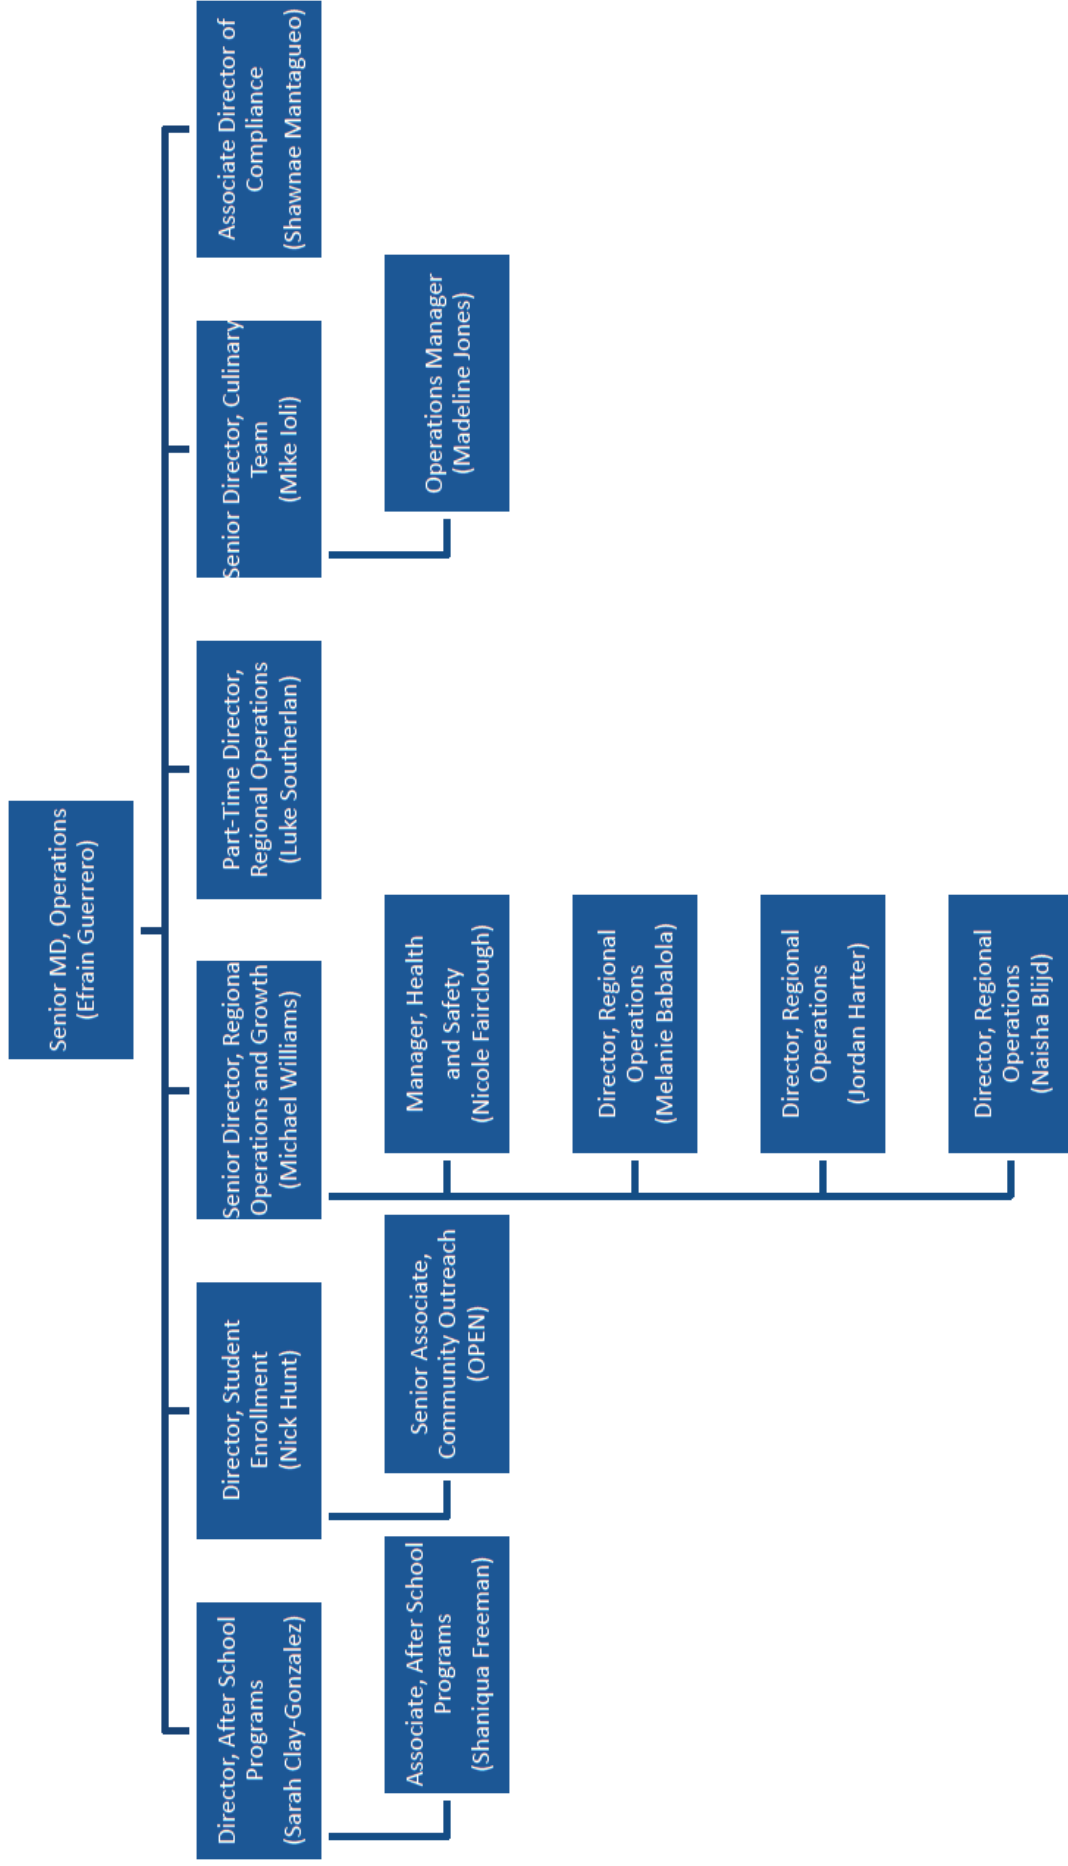 Senior MD, Operations
(Efrain Guerrero)
Director, After School
Programs
(Sarah Clay-Gonzalez)
Associate, After School
Programs
(Shaniqua Freeman)
Director, Student
Enrollment
(Nick Hunt)
Senior Associate,
Community Outreach
(OPEN)
Senior Director, Regional
Operations and Growth
(Michael Williams)
Manager, Health
and Safety
(Nicole Fairclough)
Director, Regional
Operations
(Melanie Babalola)
Director, Regional
Operations
(Jordan Harter)
Director, Regional
Operations
(Naisha Blijd)
Part-Time Director,
Regional Operations
(Luke Southerlan)
Senior Director, Culinary
Team
(Mike Ioli)
Operations Manager
(Madeline Jones)
Associate Director of
Compliance
(Shawnae Mantagueo)